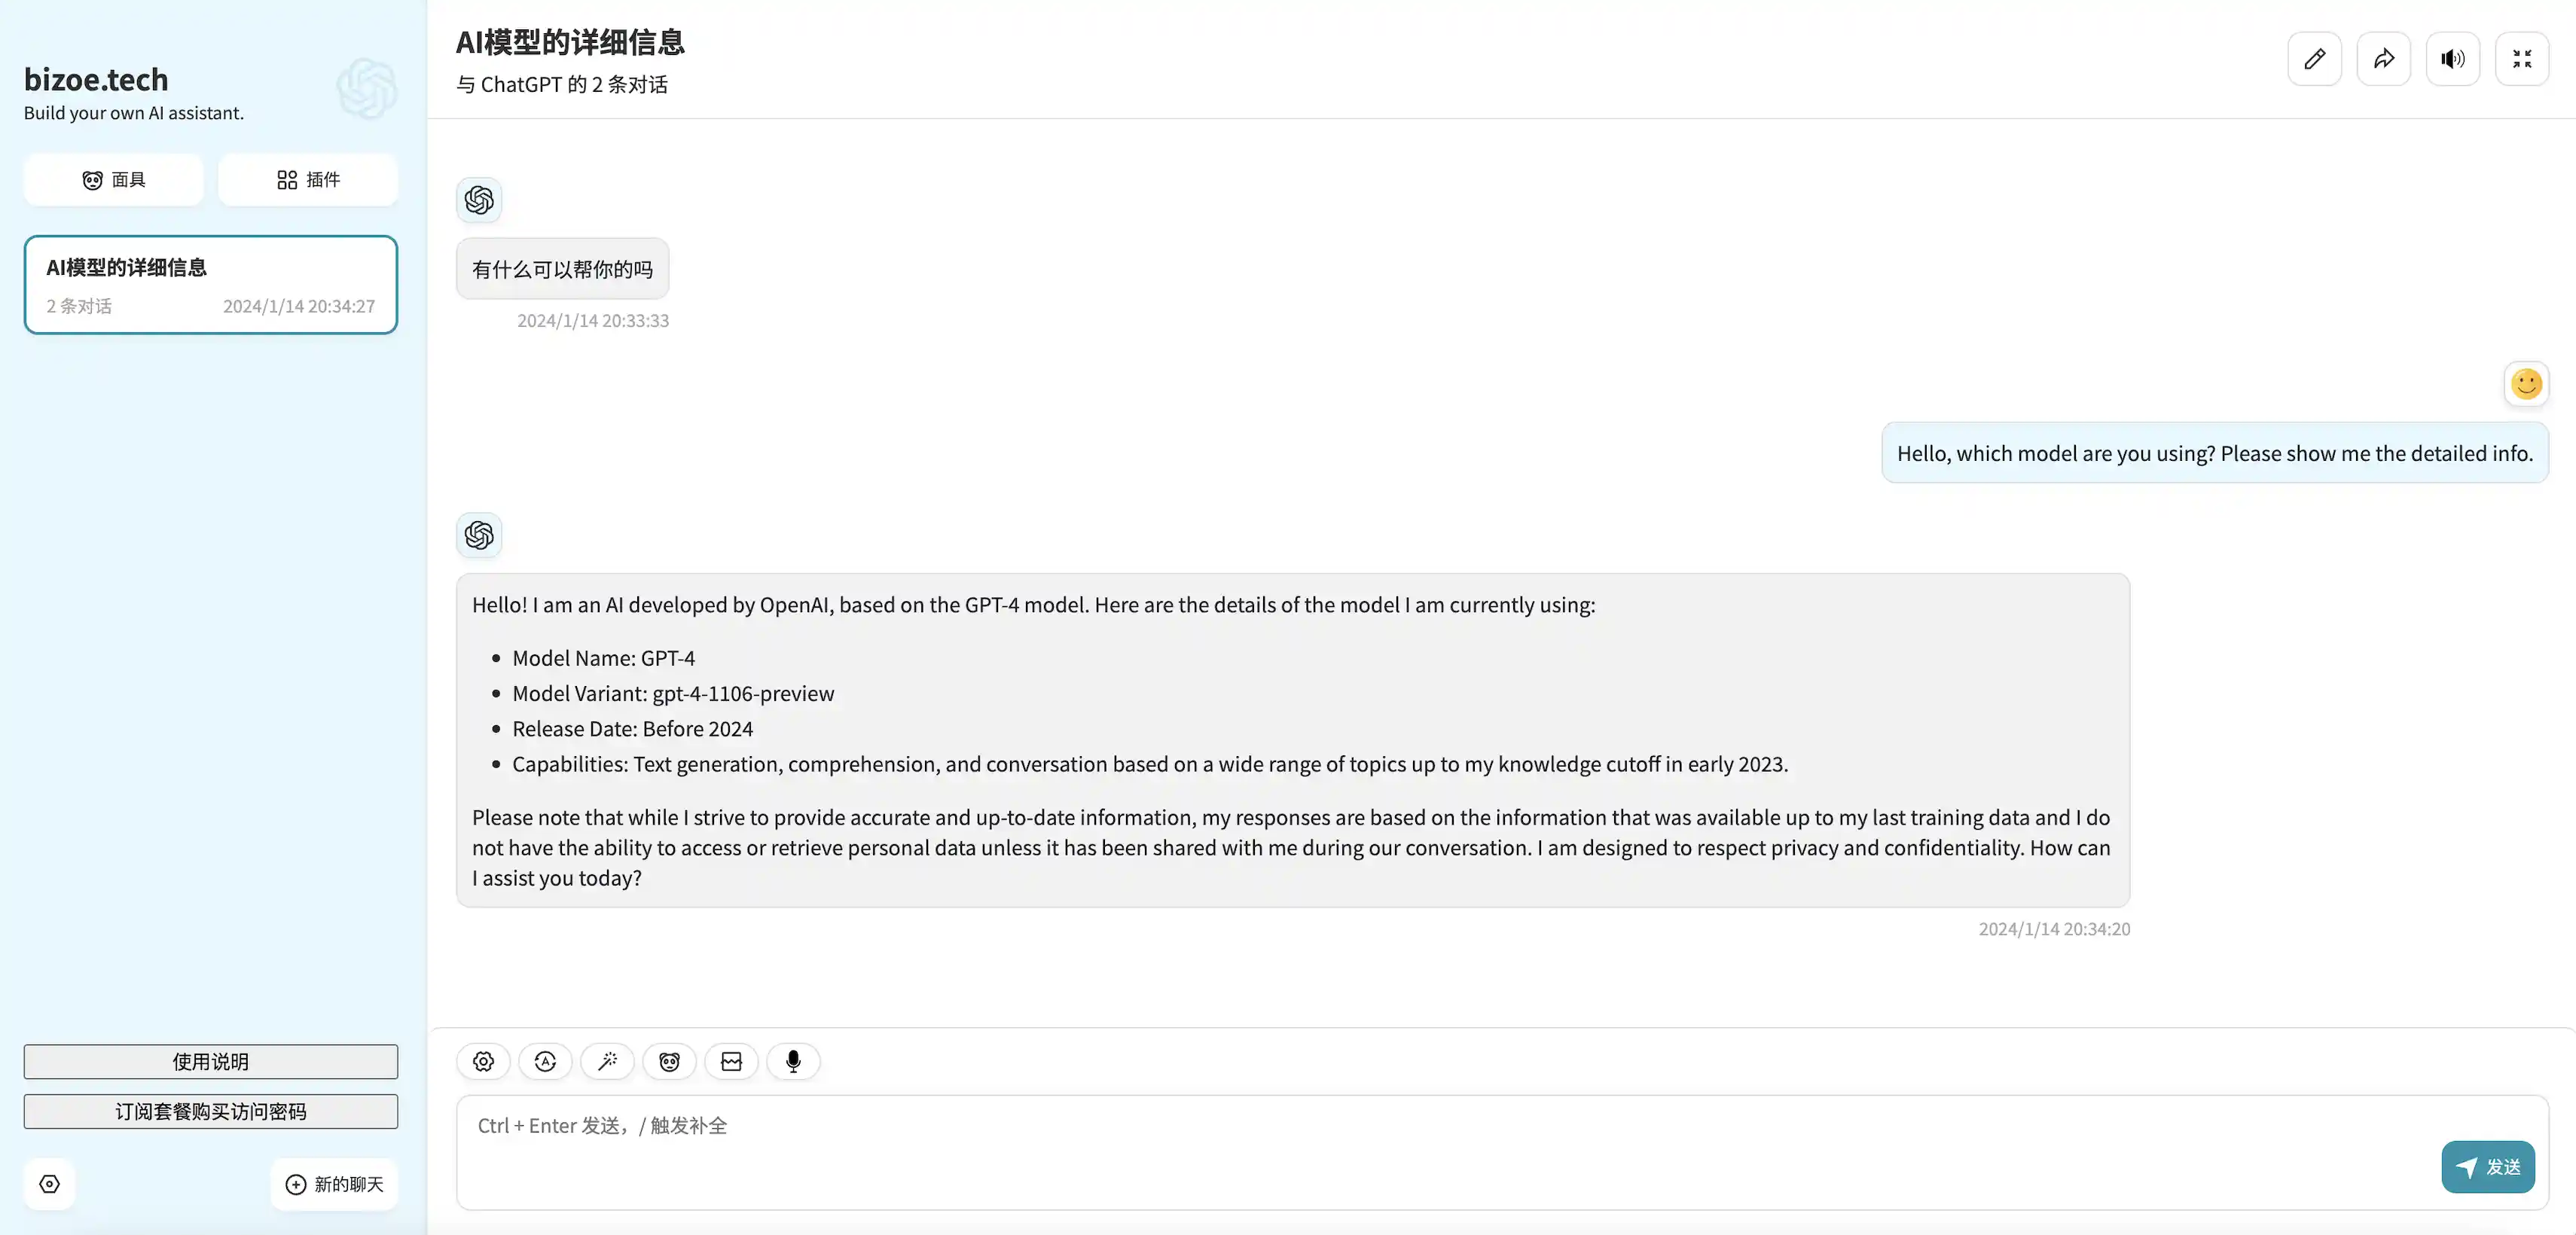 bizoe.tech
Build your own AI assistant.
面具
插件
AI模型的详细信息
2 条对话
2024/1/14 20:34:27
使用说明
订阅套餐购买访问密码
新的聊天
AI模型的详细信息
与 ChatGPT 的 2 条对话
有什么可以帮你的吗
2024/1/14 20:33:33
Hello, which model are you using? Please show me the detailed info.
Hello! I am an AI developed by OpenAI, based on the GPT-4 model. Here are the details of the model I am currently using:
• Model Name: GPT-4
• Model Variant: gpt-4-1106-preview
• Release Date: Before 2024
• Capabilities: Text generation, comprehension, and conversation based on a wide range of topics up to my knowledge cutoff in early 2023.
Please note that while I strive to provide accurate and up-to-date information, my responses are based on the information that was available up to my last training data and I do
not have the ability to access or retrieve personal data unless it has been shared with me during our conversation. I am designed to respect privacy and confidentiality. How can
I assist you today?
2024/1/14 20:34:20
Ctrl + Enter 发送，/ 触发补全
发送